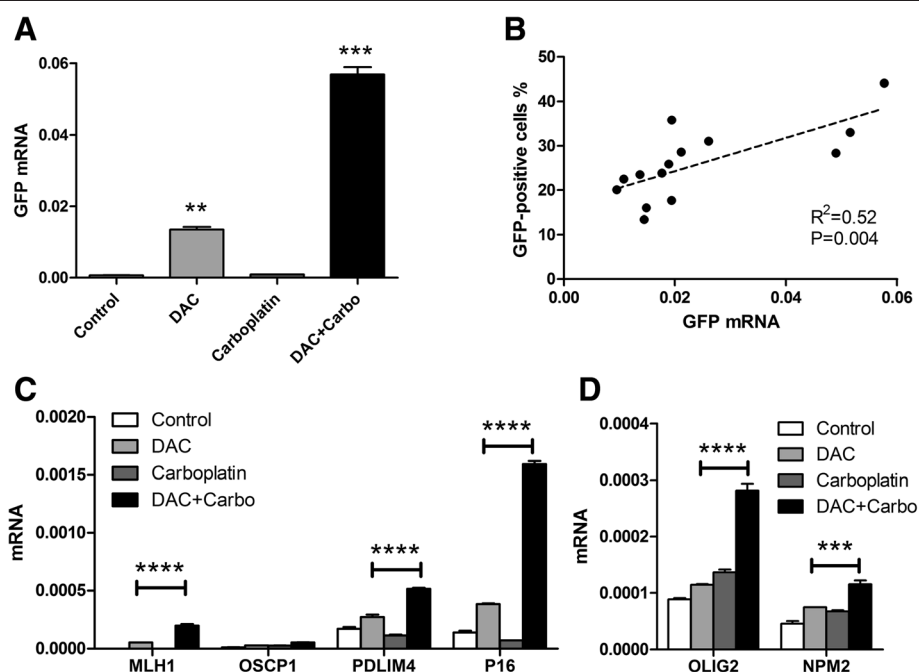 A
GFP mRNA
0.06
0.04
0.02
0.00
***
**
Control
DAC
Carboplatin
DAC+Carbo
B
GFP-positive cells %
50
40
30
20
10
0
R²=0.52
P=0.004
0.00
0.02
0.04
0.06
GFP mRNA
C
mRNA
0.0020
0.0015
0.0010
0.0005
0.0000
Control
DAC
Carboplatin
DAC+Carbo
****
****
****
MLH1
OSCP1
PDLIM4
P16
D
mRNA
0.0004
0.0003
0.0002
0.0001
0.0000
Control
DAC
Carboplatin
DAC+Carbo
****
***
OLIG2
NPM2